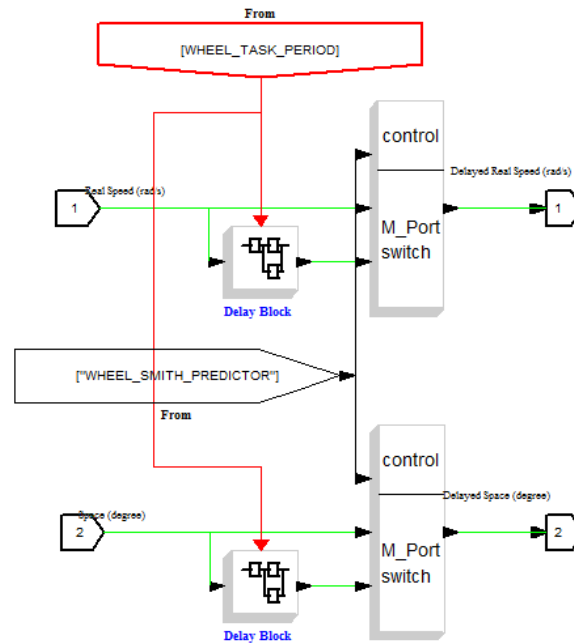 From
[WHEEL_TASK_PERIOD]
control
Delayed Real Speed (rad/s)
Real Speed (rad/s)
1
1
M_Port
switch
Delay Block
["WHEEL_SMITH_PREDICTOR"]
From
control
Delayed Space (degree)
Space (degree)
2
2
M_Port
switch
Delay Block